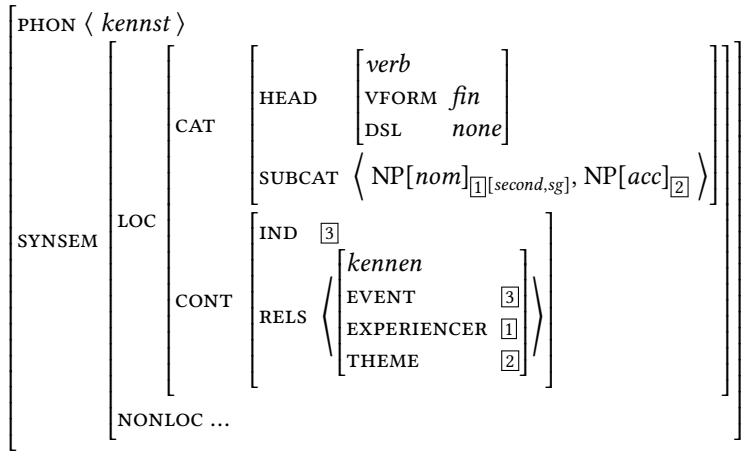 PHON ⟨ kennst ⟩
verb
HEAD VFORM fin
DSL none
CAT
SUBCAT ⟨ NP[nom]₁[second,sg], NP[acc]₂ ⟩
LOC
SYNSEM
IND 3
kennen
EVENT 3
CONT RELS ⟨ EXPERIENCER 1 ⟩
THEME 2
NONLOC ...